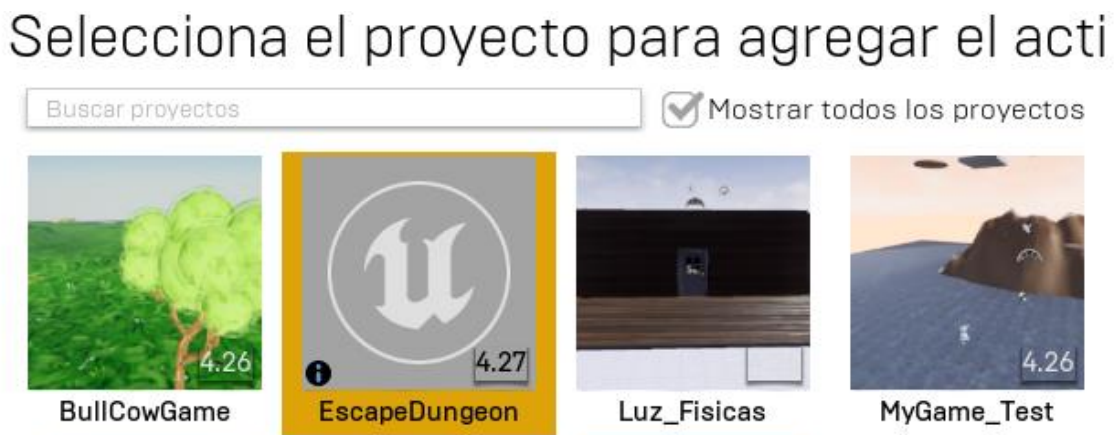 Selecciona el proyecto para agregar el acti
Buscar proyectos
Mostrar todos los proyectos
4.26
4.27
4.26
BullCowGame
EscapeDungeon
Luz_Fisicas
MyGame_Test